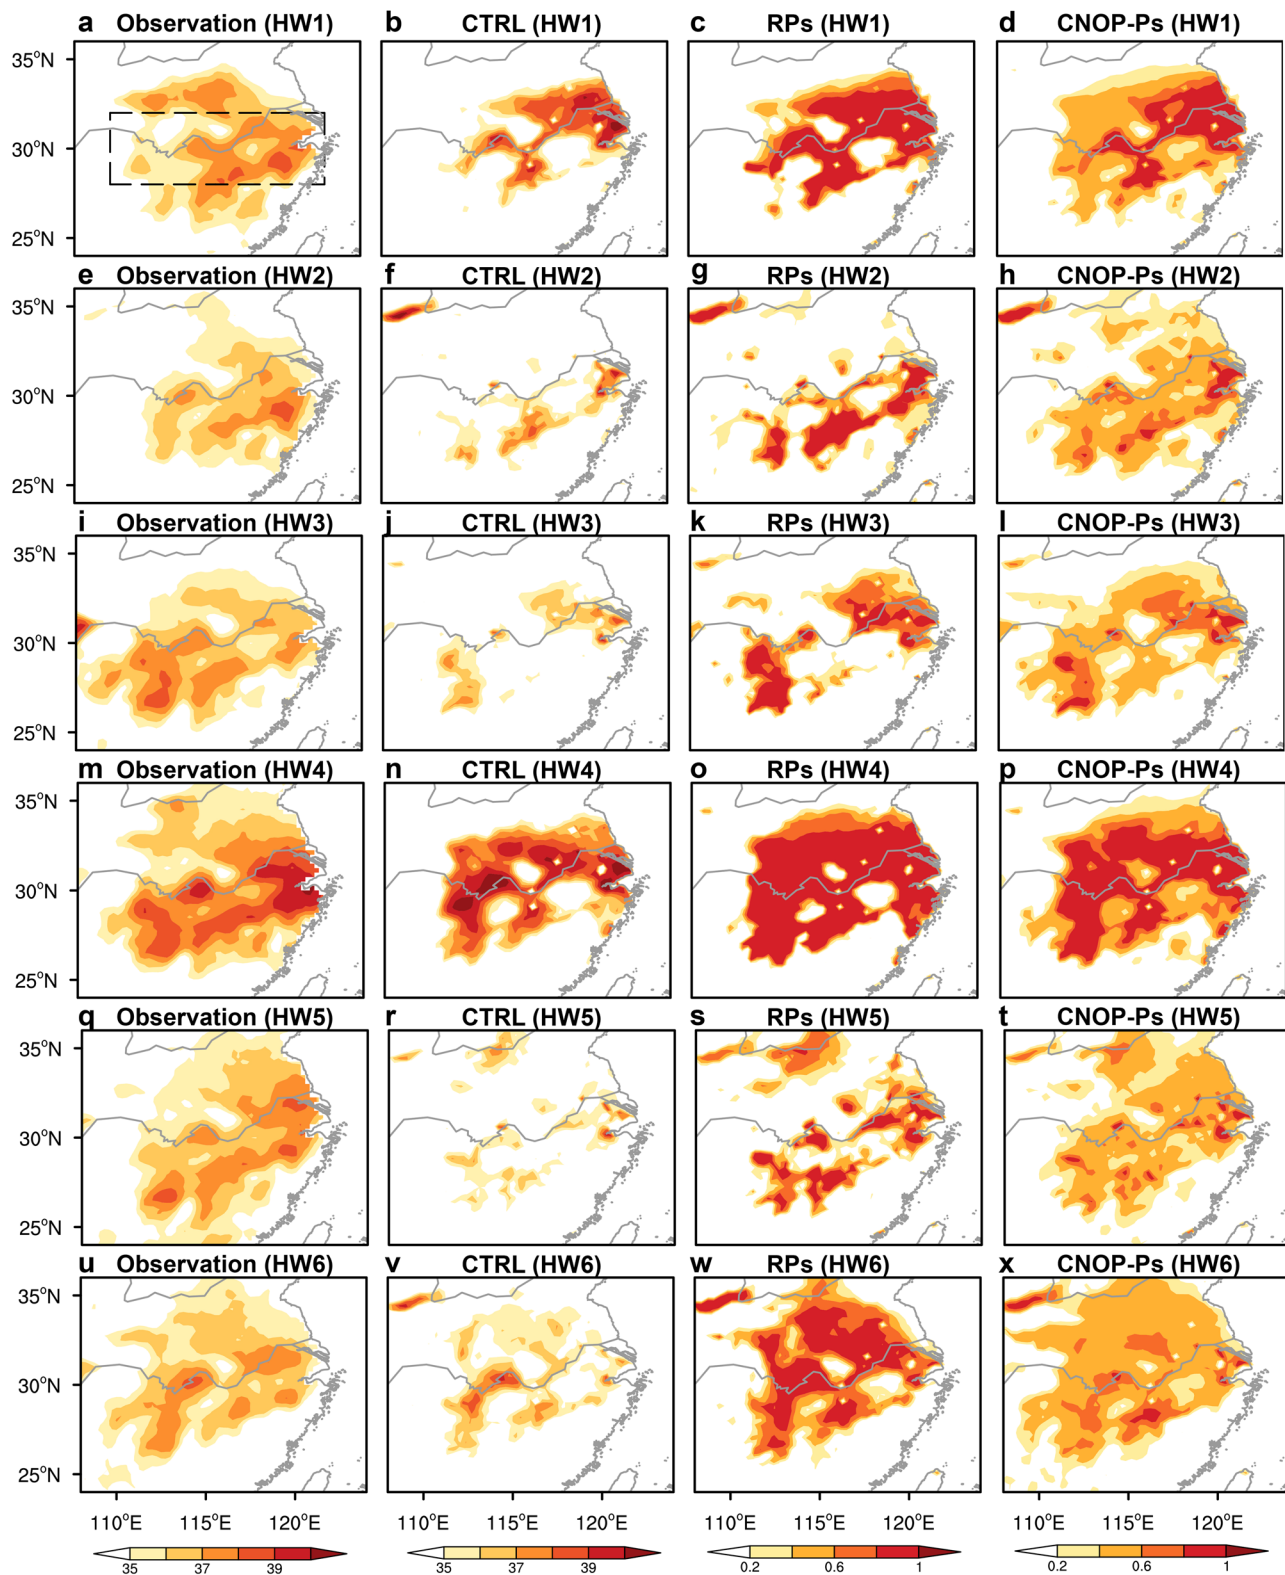 a Observation (HW1) b CTRL (HW1) c RPs (HW1) d CNOP-Ps (HW1)
35°N
30°N
25°N
e Observation (HW2) f CTRL (HW2) g RPs (HW2) h CNOP-Ps (HW2)
35°N
30°N
25°N
i Observation (HW3) j CTRL (HW3) k RPs (HW3) l CNOP-Ps (HW3)
35°N
30°N
25°N
m Observation (HW4) n CTRL (HW4) o RPs (HW4) p CNOP-Ps (HW4)
35°N
30°N
25°N
q Observation (HW5) r CTRL (HW5) s RPs (HW5) t CNOP-Ps (HW5)
35°N
30°N
25°N
u Observation (HW6) v CTRL (HW6) w RPs (HW6) x CNOP-Ps (HW6)
35°N
30°N
25°N
110°E 115°E 120°E 110°E 115°E 120°E 110°E 115°E 120°E 110°E 115°E 120°E
35 37 39 35 37 39 0.2 0.6 1 0.2 0.6 1